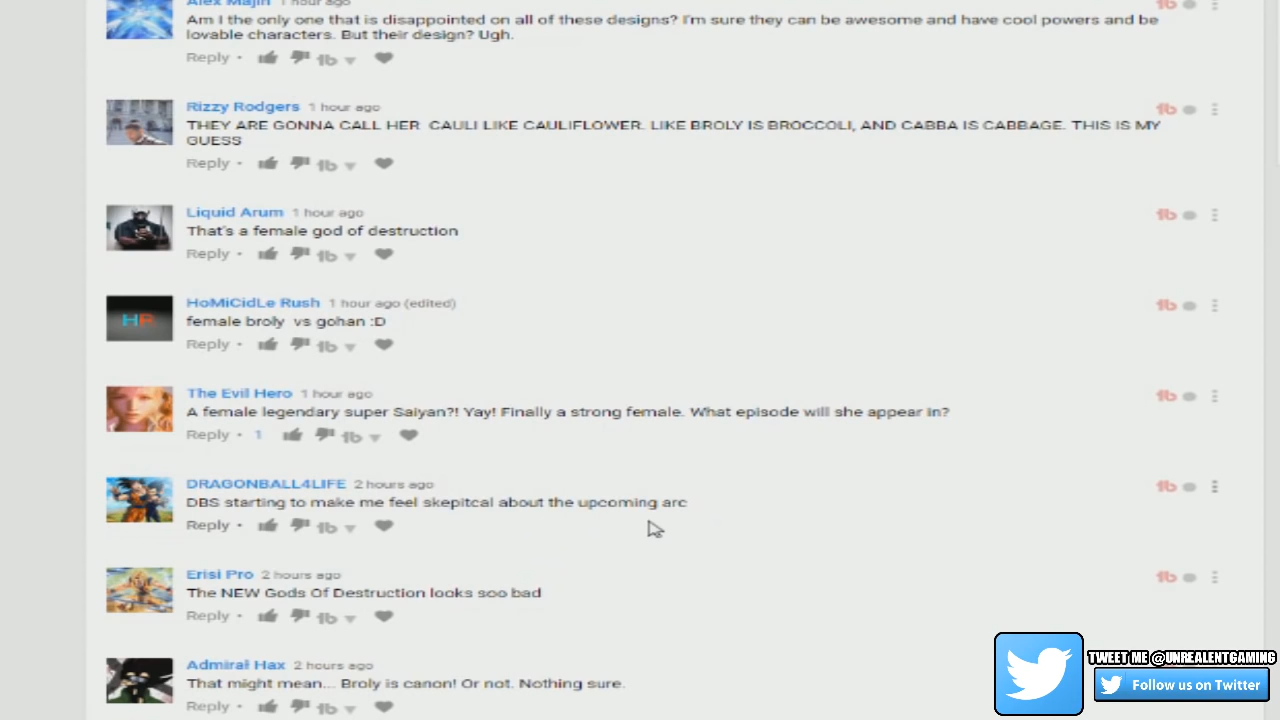 Alex Majin 1 hour ago
Am I the only one that is disappointed on all of these designs? I'm sure they can be awesome and have cool powers and be
lovable characters. But their design? Ugh.
Reply •
Rizzy Rodgers 1 hour ago
THEY ARE GONNA CALL HER CAULI LIKE CAULIFLOWER. LIKE BROLY IS BROCCOLI, AND CABBA IS CABBAGE. THIS IS MY
GUESS
Reply •
Liquid Arum 1 hour ago
That's a female god of destruction
Reply •
HoMiCidLe Rush 1 hour ago (edited)
HR
female broly vs gohan :D
Reply •
The Evil Hero 1 hour ago
A female legendary super Saiyan?! Yay! Finally a strong female. What episode will she appear in?
Reply • 1
DRAGONBALL4LIFE 2 hours ago
DBS starting to make me feel skepitcal about the upcoming arc
Reply •
Erisi Pro 2 hours ago
The NEW Gods Of Destruction looks soo bad
Reply •
Admirał Hax 2 hours ago
That might mean... Broly is canon! Or not. Nothing sure.
Reply •
TWEET ME @UNREALENTGAMING
Follow us on Twitter